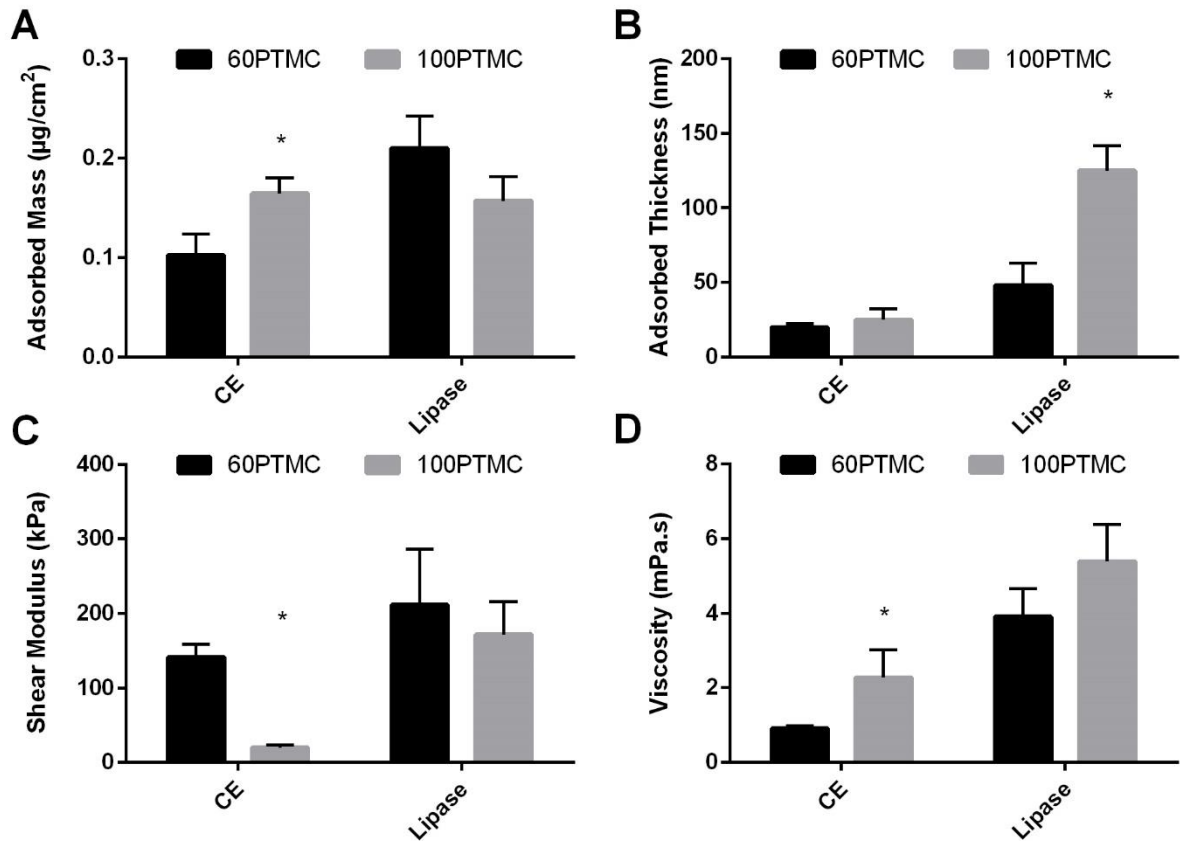 A
60PTMC 100PTMC
Adsorbed Mass (µg/cm²)
0.3
0.2
0.1
0.0
CE
Lipase
B
60PTMC 100PTMC
Adsorbed Thickness (nm)
200
150
100
50
0
*
CE
Lipase
C
60PTMC 100PTMC
Shear Modulus (kPa)
400
300
200
100
0
*
CE
Lipase
D
60PTMC 100PTMC
Viscosity (mPa.s)
8
6
4
2
0
*
CE
Lipase